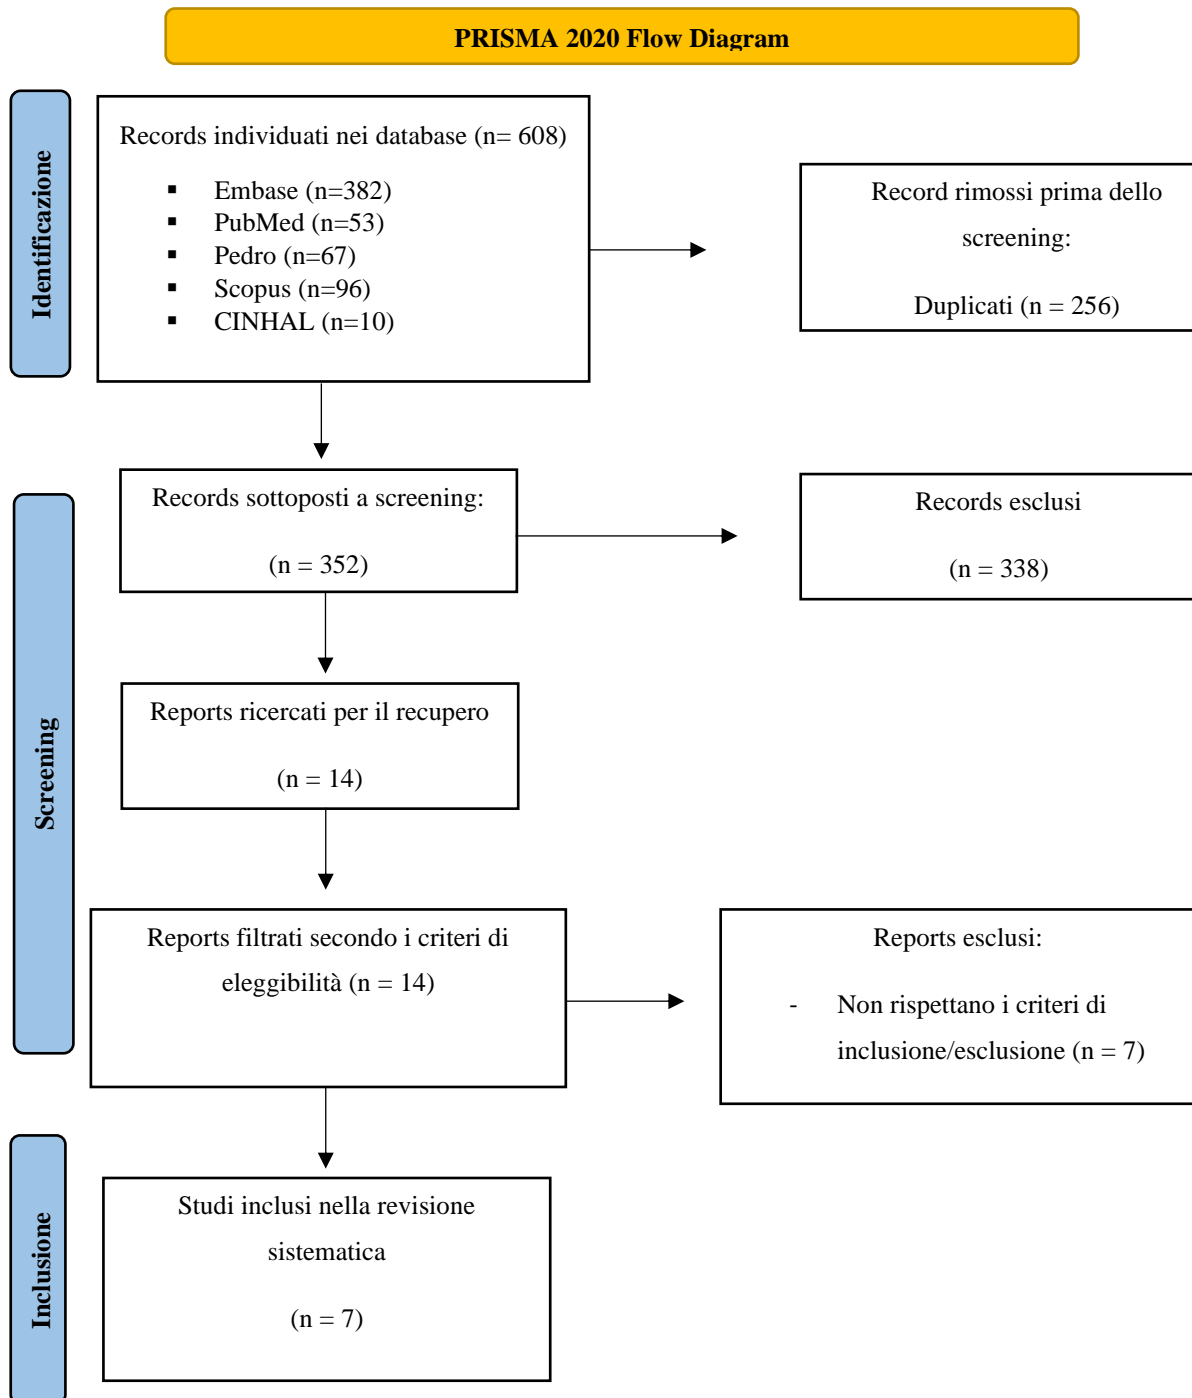 PRISMA 2020 Flow Diagram
Identificazione
Records individuati nei database (n= 608)
▪ Embase (n=382)
▪ PubMed (n=53)
▪ Pedro (n=67)
▪ Scopus (n=96)
▪ CINHAL (n=10)
Record rimossi prima dello
screening:
Duplicati (n = 256)
Screening
Records sottoposti a screening:
(n = 352)
Records esclusi
(n = 338)
Reports ricercati per il recupero
(n = 14)
Reports filtrati secondo i criteri di
eleggibilità (n = 14)
Reports esclusi:
- Non rispettano i criteri di
inclusione/esclusione (n = 7)
Inclusione
Studi inclusi nella revisione
sistematica
(n = 7)